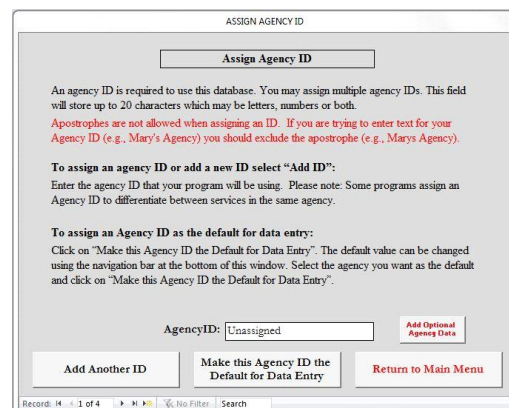 ASSIGN AGENCY ID
Assign Agency ID
An agency ID is required to use this database. You may assign multiple agency IDs. This field
will store up to 20 characters which may be letters, numbers or both.
Apostrophes are not allowed when assigning an ID. If you are trying to enter text for your
Agency ID (e.g., Mary's Agency) you should exclude the apostrophe (e.g., Marys Agency).
To assign an agency ID or add a new ID select “Add ID”:
Enter the agency ID that your program will be using. Please note: Some programs assign an
Agency ID to differentiate between services in the same agency.
To assign an Agency ID as the default for data entry:
Click on “Make this Agency ID the Default for Data Entry”. The default value can be changed
using the navigation bar at the bottom of this window. Select the agency you want as the default
and click on “Make this Agency ID the Default for Data Entry”.
AgencyID: Unassigned
Add Optional
Agency Data
Add Another ID
Make this Agency ID the
Default for Data Entry
Return to Main Menu
Record: 1 of 4 No Filter Search